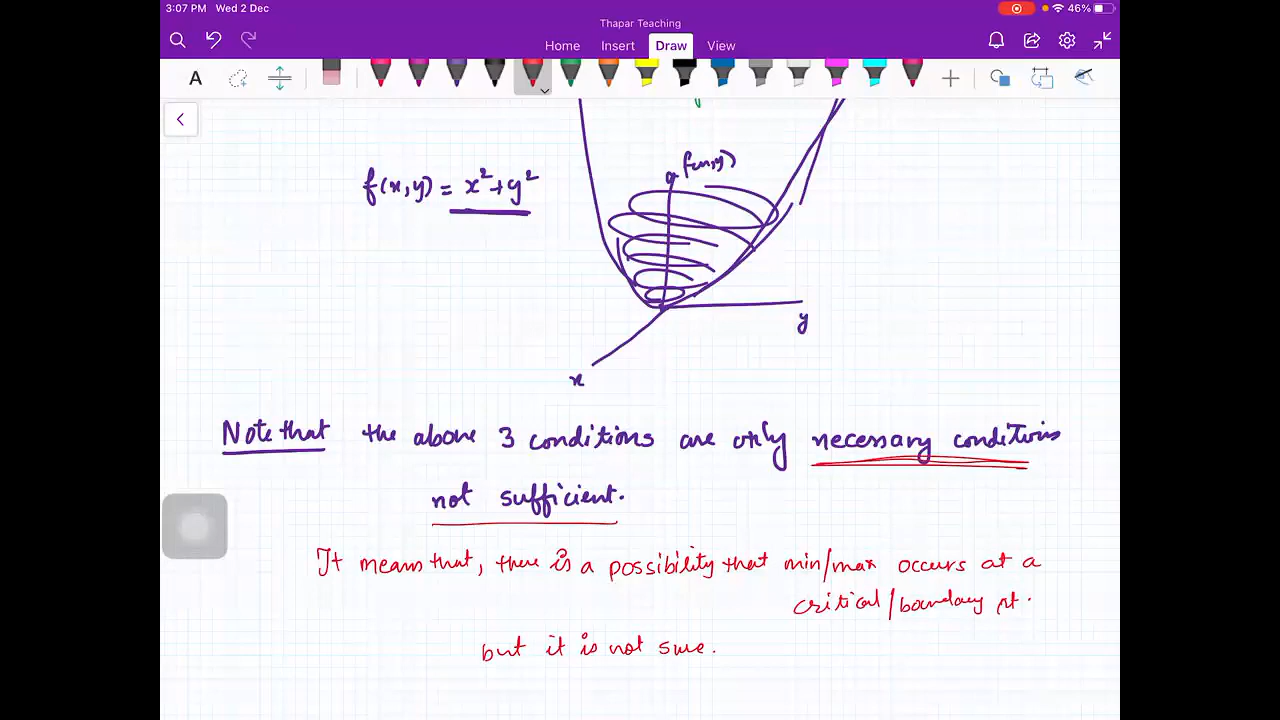 3:07 PM Wed 2 Dec
46%
Thapar Teaching
Home Insert Draw View
A
f(x,y)
f(x,y) = x²+y²
y
x
Note that the above 3 conditions are only necessary conditions
not sufficient.
It means that, there is a possibility that min/max occurs at a
critical/boundary pt.
but it is not sure.